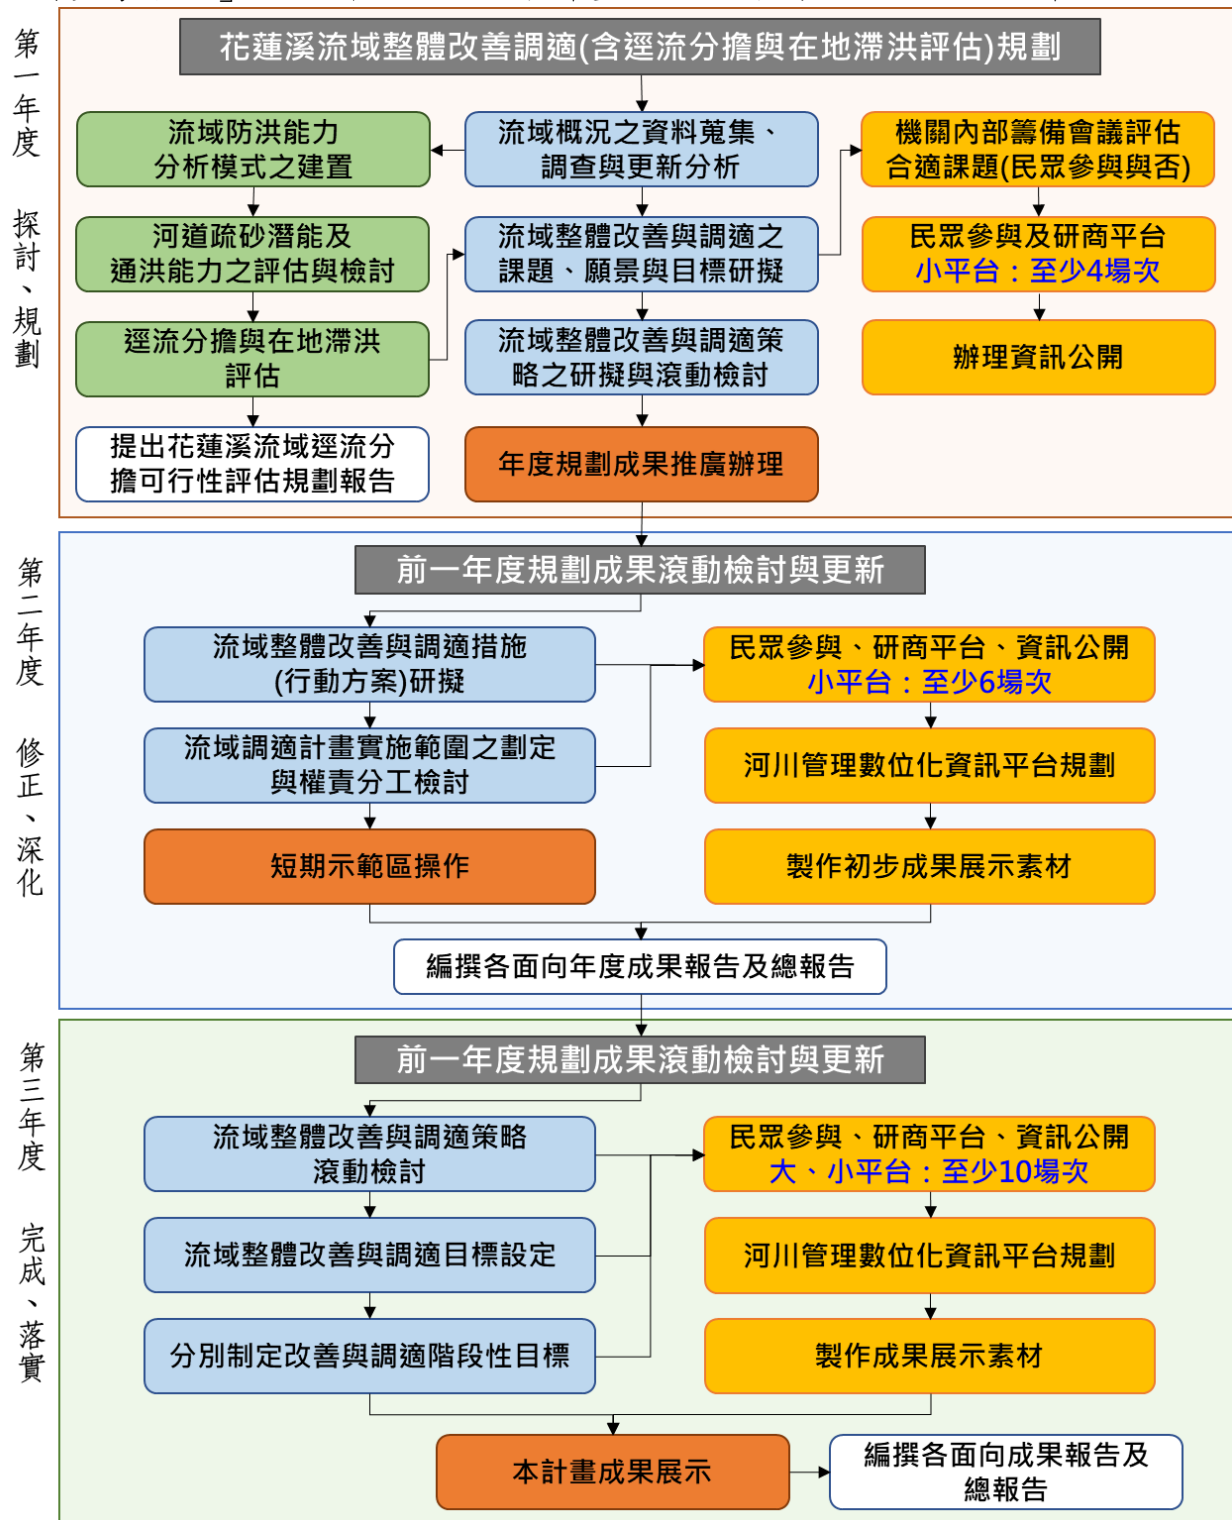 第一年度 探討、規劃
花蓮溪流域整體改善調適(含逕流分擔與在地滯洪評估)規劃
流域防洪能力
分析模式之建置
流域概況之資料蒐集、
調查與更新分析
機關內部籌備會議評估
合適課題(民眾參與與否)
河道疏砂潛能及
通洪能力之評估與檢討
流域整體改善與調適之
課題、願景與目標研擬
民眾參與及研商平台
小平台：至少4場次
逕流分擔與在地滯洪
評估
流域整體改善與調適策
略之研擬與滾動檢討
辦理資訊公開
提出花蓮溪流域逕流分
擔可行性評估規劃報告
年度規劃成果推廣辦理
第二年度 修正、深化
前一年度規劃成果滾動檢討與更新
流域整體改善與調適措施
(行動方案)研擬
民眾參與、研商平台、資訊公開
小平台：至少6場次
流域調適計畫實施範圍之劃定
與權責分工檢討
河川管理數位化資訊平台規劃
短期示範區操作
製作初步成果展示素材
編撰各面向年度成果報告及總報告
第三年度 完成、落實
前一年度規劃成果滾動檢討與更新
流域整體改善與調適策略
滾動檢討
民眾參與、研商平台、資訊公開
大、小平台：至少10場次
流域整體改善與調適目標設定
河川管理數位化資訊平台規劃
分別制定改善與調適階段性目標
製作成果展示素材
本計畫成果展示
編撰各面向成果報告及
總報告